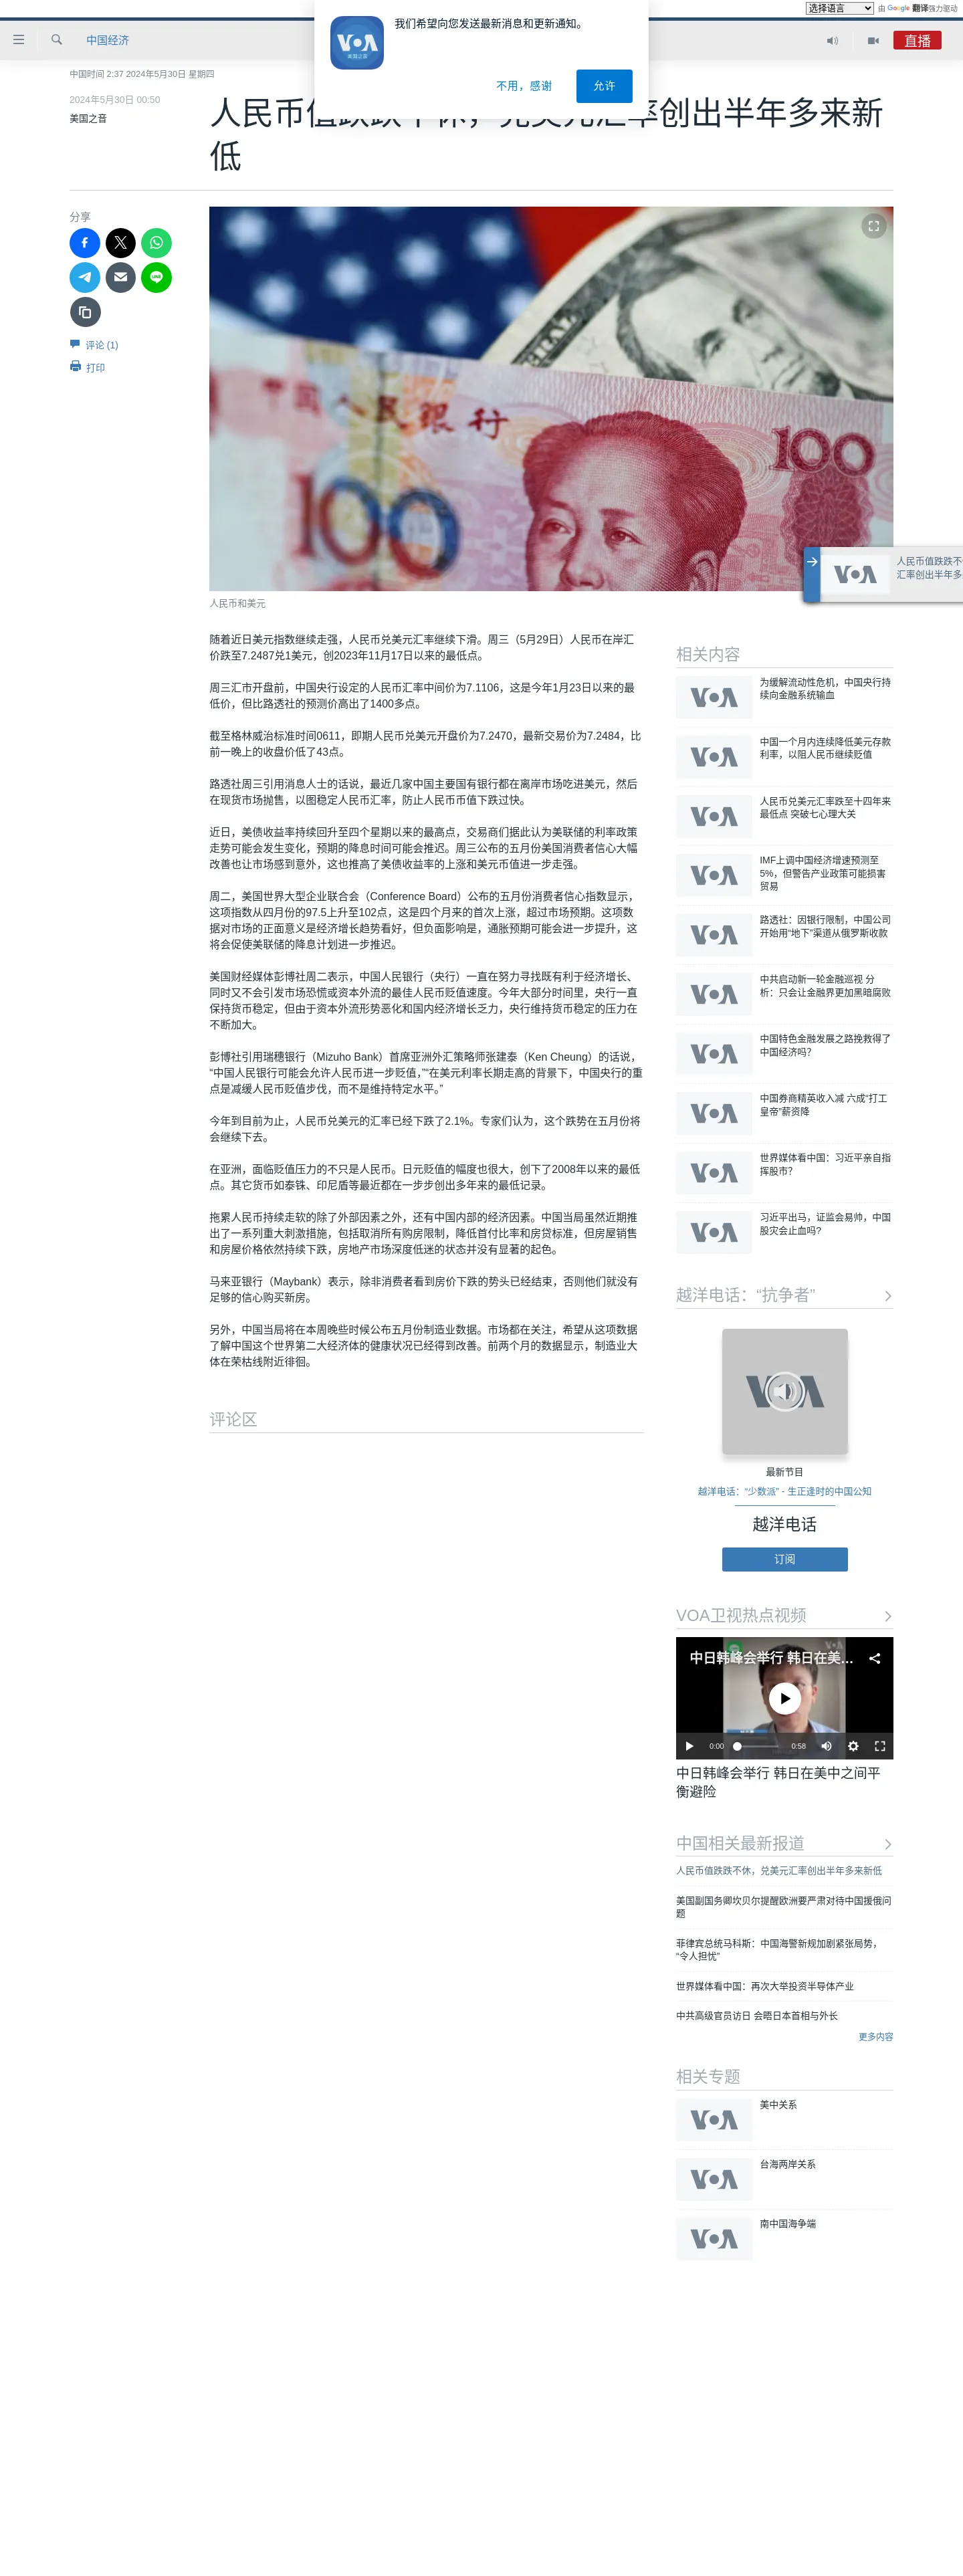 选择语言 由 Google 翻译强力驱动
我们希望向您发送最新消息和更新通知。
VOA
美国之音
不用，感谢 允许
中国经济
直播
中国时间 2:37 2024年5月30日 星期四
2024年5月30日 00:50
美国之音
人民币值跌跌不休，兑美元汇率创出半年多来新
低
分享
LINE
评论 (1)
打印
100
100
人民币和美元
VOA
人民币值跌跌不
汇率创出半年多
随着近日美元指数继续走强，人民币兑美元汇率继续下滑。周三（5月29日）人民币在岸汇
价跌至7.2487兑1美元，创2023年11月17日以来的最低点。
周三汇市开盘前，中国央行设定的人民币汇率中间价为7.1106，这是今年1月23日以来的最
低价，但比路透社的预测价高出了1400多点。
截至格林威治标准时间0611，即期人民币兑美元开盘价为7.2470，最新交易价为7.2484，比
前一晚上的收盘价低了43点。
路透社周三引用消息人士的话说，最近几家中国主要国有银行都在离岸市场吃进美元，然后
在现货市场抛售，以图稳定人民币汇率，防止人民币币值下跌过快。
近日，美债收益率持续回升至四个星期以来的最高点，交易商们据此认为美联储的利率政策
走势可能会发生变化，预期的降息时间可能会推迟。周三公布的五月份美国消费者信心大幅
改善也让市场感到意外，这也推高了美债收益率的上涨和美元币值进一步走强。
周二，美国世界大型企业联合会（Conference Board）公布的五月份消费者信心指数显示，
这项指数从四月份的97.5上升至102点，这是四个月来的首次上涨，超过市场预期。这项数
据对市场的正面意义是经济增长趋势看好，但负面影响是，通胀预期可能会进一步提升，这
将会促使美联储的降息计划进一步推迟。
美国财经媒体彭博社周二表示，中国人民银行（央行）一直在努力寻找既有利于经济增长、
同时又不会引发市场恐慌或资本外流的最佳人民币贬值速度。今年大部分时间里，央行一直
保持货币稳定，但由于资本外流形势恶化和国内经济增长乏力，央行维持货币稳定的压力在
不断加大。
彭博社引用瑞穗银行（Mizuho Bank）首席亚洲外汇策略师张建泰（Ken Cheung）的话说，
“中国人民银行可能会允许人民币进一步贬值，”“在美元利率长期走高的背景下，中国央行的重
点是减缓人民币贬值步伐，而不是维持特定水平。”
今年到目前为止，人民币兑美元的汇率已经下跌了2.1%。专家们认为，这个跌势在五月份将
会继续下去。
在亚洲，面临贬值压力的不只是人民币。日元贬值的幅度也很大，创下了2008年以来的最低
点。其它货币如泰铢、印尼盾等最近都在一步步创出多年来的最低记录。
拖累人民币持续走软的除了外部因素之外，还有中国内部的经济因素。中国当局虽然近期推
出了一系列重大刺激措施，包括取消所有购房限制，降低首付比率和房贷标准，但房屋销售
和房屋价格依然持续下跌，房地产市场深度低迷的状态并没有显著的起色。
马来亚银行（Maybank）表示，除非消费者看到房价下跌的势头已经结束，否则他们就没有
足够的信心购买新房。
另外，中国当局将在本周晚些时候公布五月份制造业数据。市场都在关注，希望从这项数据
了解中国这个世界第二大经济体的健康状况已经得到改善。前两个月的数据显示，制造业大
体在荣枯线附近徘徊。
评论区
相关内容
VOA
为缓解流动性危机，中国央行持
续向金融系统输血
VOA
中国一个月内连续降低美元存款
利率，以阻人民币继续贬值
VOA
人民币兑美元汇率跌至十四年来
最低点 突破七心理大关
VOA
IMF上调中国经济增速预测至
5%，但警告产业政策可能损害
贸易
VOA
路透社：因银行限制，中国公司
开始用“地下”渠道从俄罗斯收款
VOA
中共启动新一轮金融巡视 分
析：只会让金融界更加黑暗腐败
VOA
中国特色金融发展之路挽救得了
中国经济吗？
VOA
中国券商精英收入减 六成“打工
皇帝”薪资降
VOA
世界媒体看中国：习近平亲自指
挥股市？
VOA
习近平出马，证监会易帅，中国
股灾会止血吗?
越洋电话：“抗争者”
VOA
最新节目
越洋电话：“少数派” - 生正逢时的中国公知
越洋电话
订阅
VOA卫视热点视频
中日韩峰会举行 韩日在美...
VOA
0:00 0:58
中日韩峰会举行 韩日在美中之间平
衡避险
中国相关最新报道
人民币值跌跌不休，兑美元汇率创出半年多来新低
美国副国务卿坎贝尔提醒欧洲要严肃对待中国援俄问
题
菲律宾总统马科斯：中国海警新规加剧紧张局势，
“令人担忧”
世界媒体看中国：再次大举投资半导体产业
中共高级官员访日 会晤日本首相与外长
更多内容
相关专题
VOA
美中关系
VOA
台海两岸关系
VOA
南中国海争端